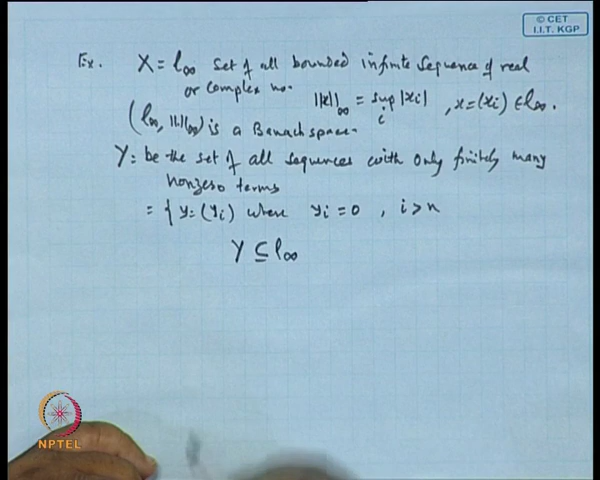 © CET
I.I.T. KGP
Ex. X = l∞ Set of all bounded infinite sequence of real
or complex no.
||x||∞ = sup |xi| , x = (xi) ∈ l∞.
i
(l∞, ||·||∞) is a Banach space.
Y = be the set of all sequences with only finitely many
nonzero terms
= { y = (yi) where yi = 0 , i > n
Y ⊆ l∞
NPTEL